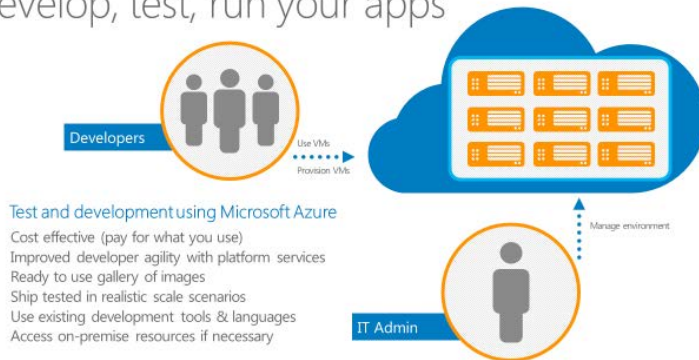 evelop, test, run your apps
Developers
Use VMs
Provision VMs
Test and development using Microsoft Azure
Cost effective (pay for what you use)
Improved developer agility with platform services
Ready to use gallery of images
Ship tested in realistic scale scenarios
Use existing development tools & languages
Access on-premise resources if necessary
Manage environment
IT Admin